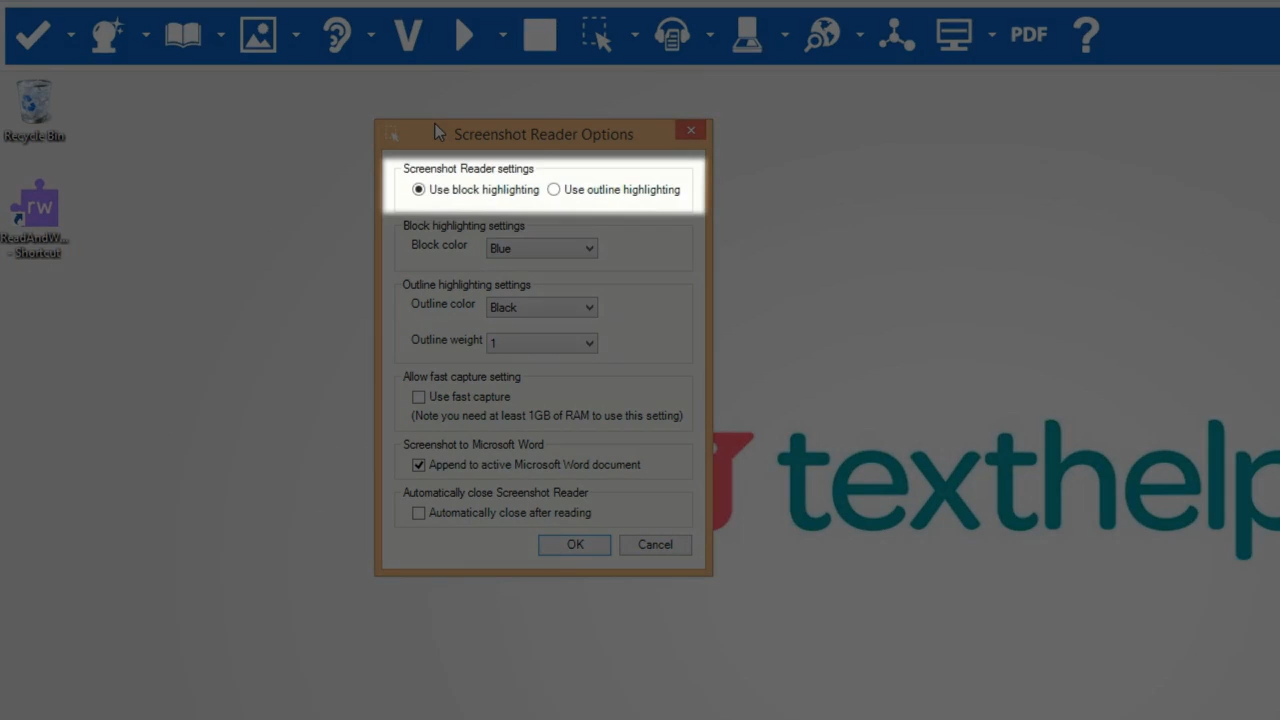 PDF
Recycle Bin
rw
ReadAndW...
- Shortcut
Screenshot Reader Options
Screenshot Reader settings
Use block highlighting Use outline highlighting
Block highlighting settings
Block color Blue
Outline highlighting settings
Outline color Black
Outline weight 1
Allow fast capture setting
Use fast capture
(Note you need at least 1GB of RAM to use this setting)
Screenshot to Microsoft Word
Append to active Microsoft Word document
Automatically close Screenshot Reader
Automatically close after reading
OK Cancel
texthelp